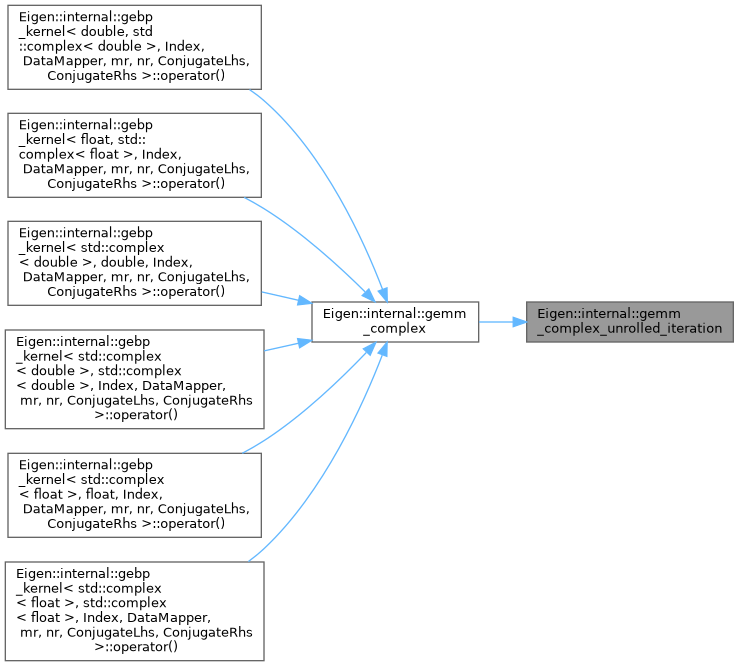 Eigen::internal::gebp
_kernel< double, std
::complex< double >, Index,
DataMapper, mr, nr, ConjugateLhs,
ConjugateRhs >::operator()
Eigen::internal::gebp
_kernel< float, std::
complex< float >, Index,
DataMapper, mr, nr, ConjugateLhs,
ConjugateRhs >::operator()
Eigen::internal::gebp
_kernel< std::complex
< double >, double, Index,
DataMapper, mr, nr, ConjugateLhs,
ConjugateRhs >::operator()
Eigen::internal::gebp
_kernel< std::complex
< double >, std::complex
< double >, Index, DataMapper,
mr, nr, ConjugateLhs, ConjugateRhs
>::operator()
Eigen::internal::gebp
_kernel< std::complex
< float >, float, Index,
DataMapper, mr, nr, ConjugateLhs,
ConjugateRhs >::operator()
Eigen::internal::gebp
_kernel< std::complex
< float >, std::complex
< float >, Index, DataMapper,
mr, nr, ConjugateLhs, ConjugateRhs
>::operator()
Eigen::internal::gemm
_complex
Eigen::internal::gemm
_complex_unrolled_iteration